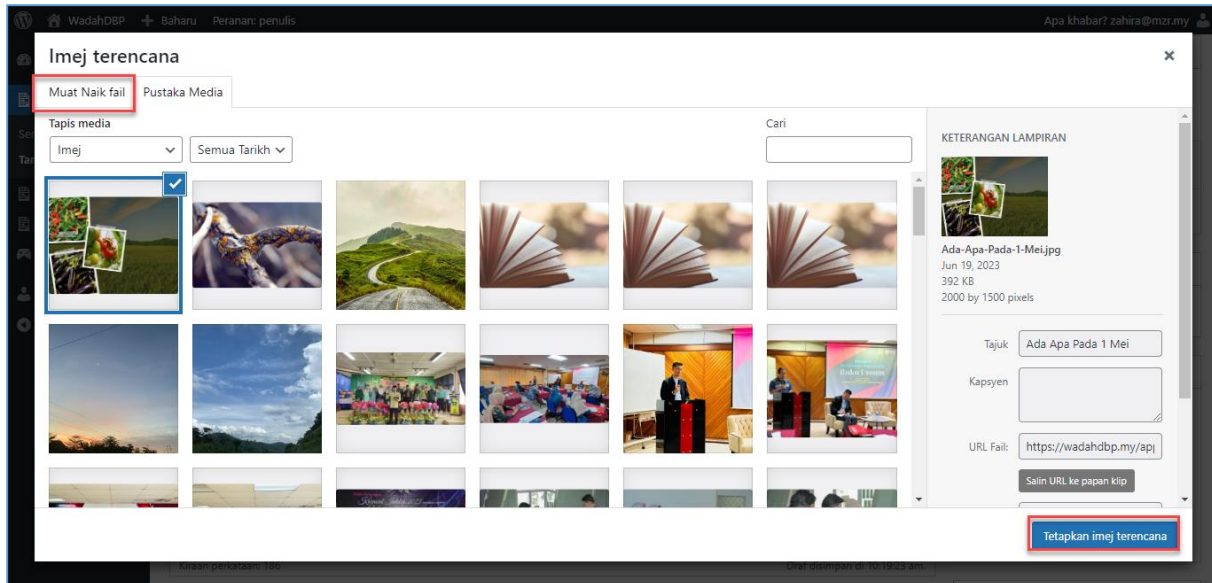 WadahDBP + Baharu Peranan: penulis Apa khabar? zahira@mzr.my
Imej terencana
Muat Naik fail Pustaka Media
Tapis media Cari
Imej Semua Tarikh
KETERANGAN LAMPIRAN
Ada-Apa-Pada-1-Mei.jpg
Jun 19, 2023
392 KB
2000 by 1500 pixels
Tajuk Ada Apa Pada 1 Mei
Kapsyen
URL Fail: https://wadahdbp.my/app
Salin URL ke papan klip
Tetapkan imej terencana
Kiraan perkataan: 186 Draf disimpan di 10:19:23 am.